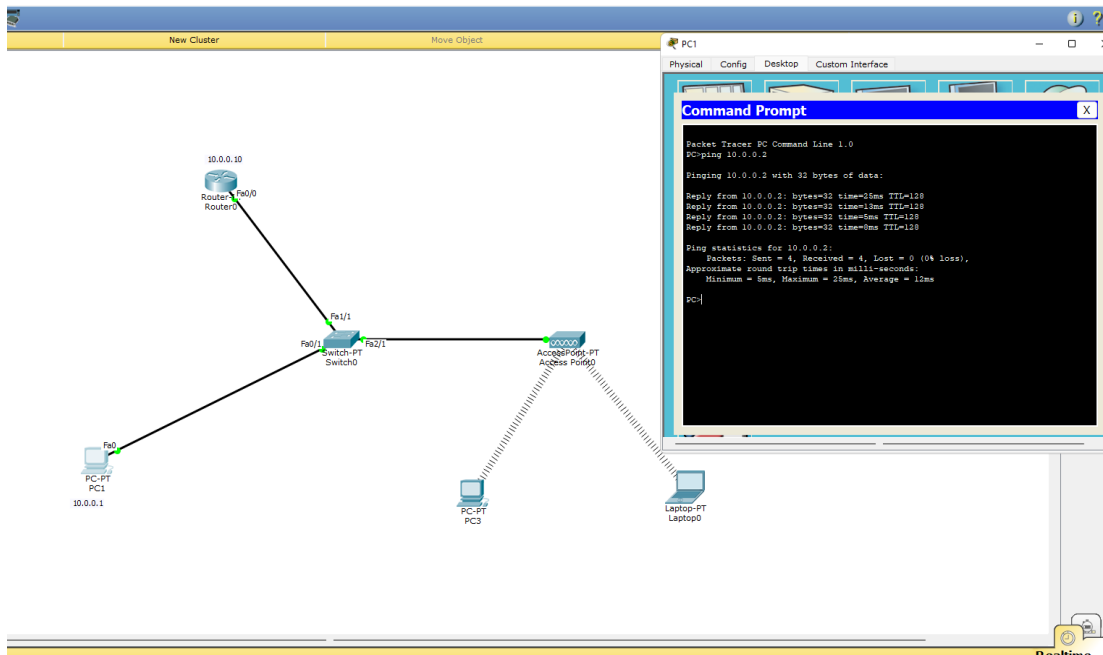 New Cluster
Move Object
i ?
PC1
Physical Config Desktop Custom Interface
Command Prompt
X
Packet Tracer PC Command Line 1.0
PC>ping 10.0.0.2
Pinging 10.0.0.2 with 32 bytes of data:
Reply from 10.0.0.2: bytes=32 time=25ms TTL=128
Reply from 10.0.0.2: bytes=32 time=13ms TTL=128
Reply from 10.0.0.2: bytes=32 time=5ms TTL=128
Reply from 10.0.0.2: bytes=32 time=8ms TTL=128
Ping statistics for 10.0.0.2:
Packets: Sent = 4, Received = 4, Lost = 0 (0% loss),
Approximate round trip times in milli-seconds:
Minimum = 5ms, Maximum = 25ms, Average = 12ms
PC>
10.0.0.10
Fa0/0
Router0
Fa1/1
Fa0/1
Fa2/1
Switch-PT
Switch0
AccessPoint-PT
Access Point0
Fa0
PC-PT
PC1
10.0.0.1
PC-PT
PC3
Laptop-PT
Laptop0
Realtime